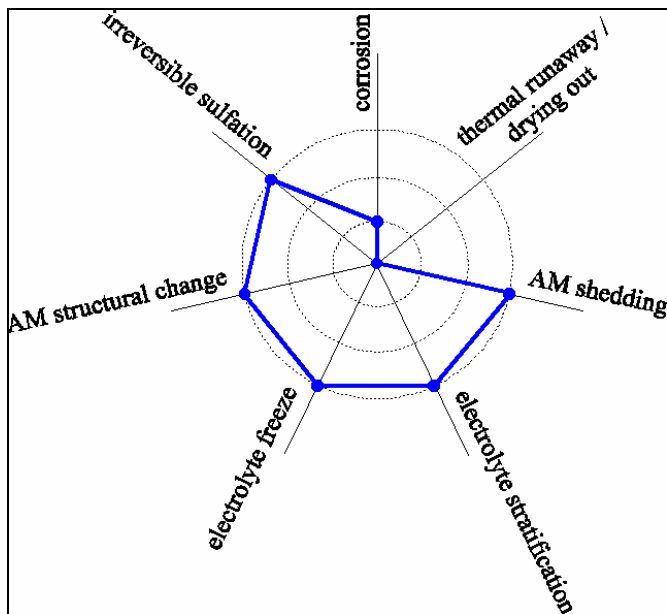 corrosion
thermal runaway /
drying out
AM shedding
electrolyte stratification
electrolyte freeze
AM structural change
irreversible sulfation